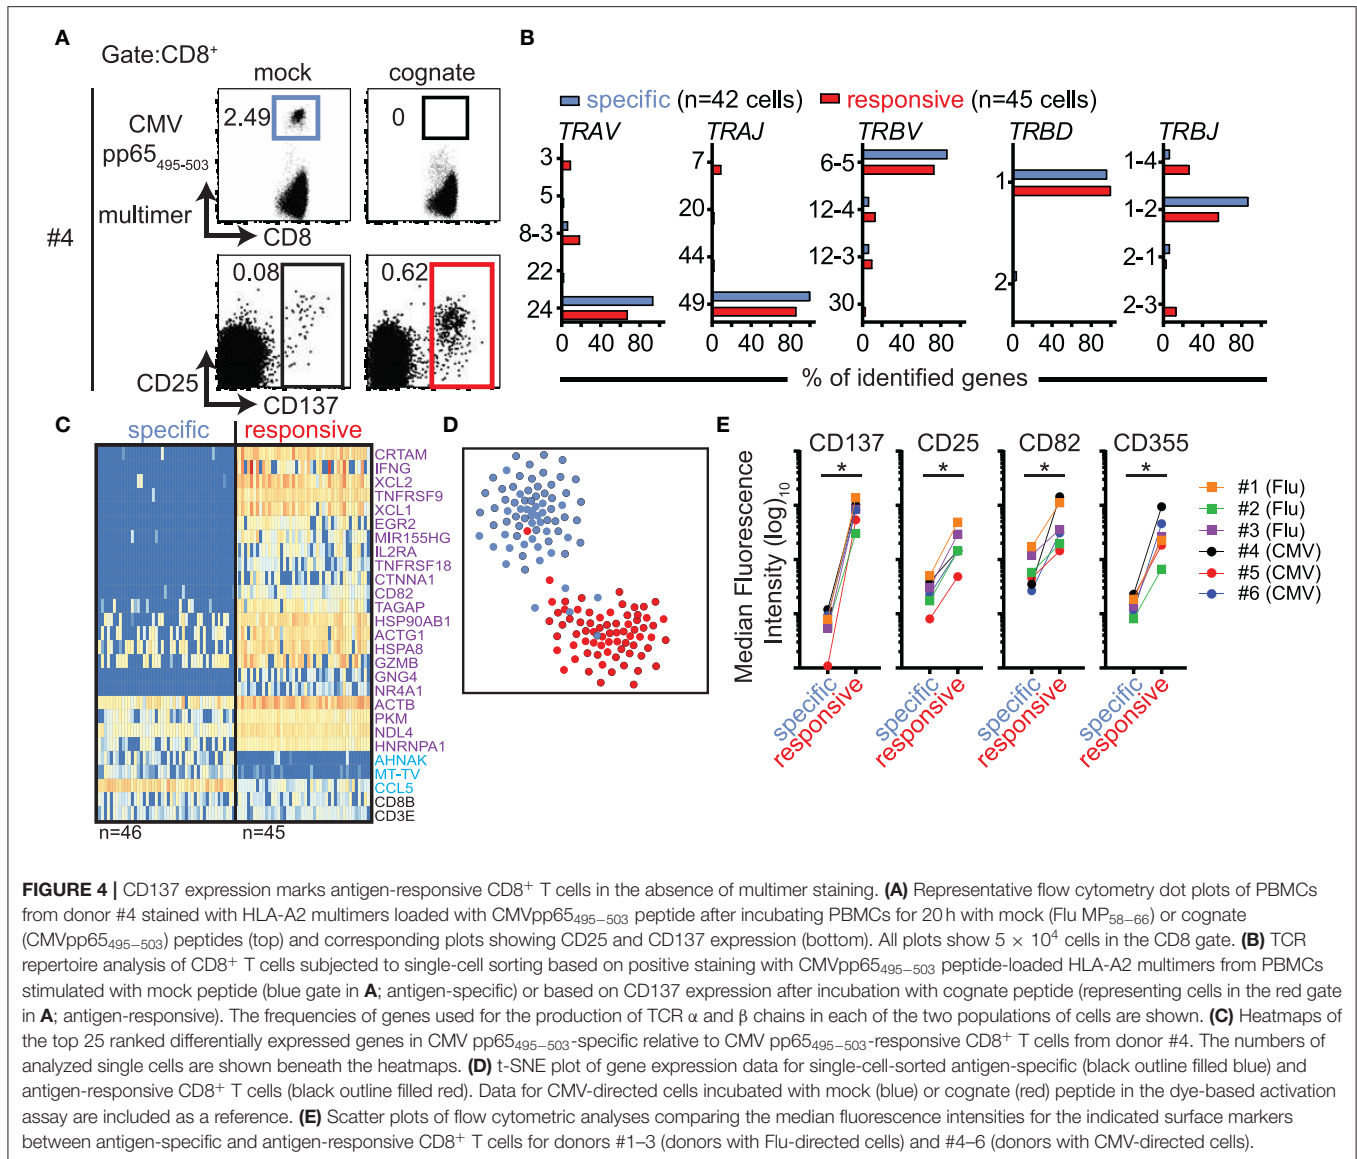 A
Gate:CD8+
mock
cognate
#4
CMV
pp65495-503
multimer
CD8
2.49
0
0.08
0.62
CD25
CD137
B
specific (n=42 cells)
responsive (n=45 cells)
TRAV
TRAJ
TRBV
TRBD
TRBJ
3
5
8-3
22
24
7
20
44
49
6-5
12-4
12-3
30
1
2
1-4
1-2
2-1
2-3
0 40 80
0 40 80
0 40 80
0 40 80
0 40 80
% of identified genes
C
specific
responsive
CRTAM
IFNG
XCL2
TNFRSF9
XCL1
EGR2
MIR155HG
IL2RA
TNFRSF18
CTNNA1
CD82
TAGAP
HSP90AB1
ACTG1
HSPA8
GZMB
GNG4
NR4A1
ACTB
PKM
NDL4
HNRNPA1
AHNAK
MT-TV
CCL5
CD8B
CD3E
n=46
n=45
D
E
CD137
CD25
CD82
CD355
*
*
*
*
Median Fluorescence
Intensity (log)10
specific
responsive
specific
responsive
specific
responsive
specific
responsive
#1 (Flu)
#2 (Flu)
#3 (Flu)
#4 (CMV)
#5 (CMV)
#6 (CMV)
FIGURE 4 | CD137 expression marks antigen-responsive CD8+ T cells in the absence of multimer staining. (A) Representative flow cytometry dot plots of PBMCs
from donor #4 stained with HLA-A2 multimers loaded with CMVpp65495−503 peptide after incubating PBMCs for 20 h with mock (Flu MP58−66) or cognate
(CMVpp65495−503) peptides (top) and corresponding plots showing CD25 and CD137 expression (bottom). All plots show 5 × 10⁴ cells in the CD8 gate. (B) TCR
repertoire analysis of CD8+ T cells subjected to single-cell sorting based on positive staining with CMVpp65495−503 peptide-loaded HLA-A2 multimers from PBMCs
stimulated with mock peptide (blue gate in A; antigen-specific) or based on CD137 expression after incubation with cognate peptide (representing cells in the red gate
in A; antigen-responsive). The frequencies of genes used for the production of TCR α and β chains in each of the two populations of cells are shown. (C) Heatmaps of
the top 25 ranked differentially expressed genes in CMV pp65495−503-specific relative to CMV pp65495−503-responsive CD8+ T cells from donor #4. The numbers of
analyzed single cells are shown beneath the heatmaps. (D) t-SNE plot of gene expression data for single-cell-sorted antigen-specific (black outline filled blue) and
antigen-responsive CD8+ T cells (black outline filled red). Data for CMV-directed cells incubated with mock (blue) or cognate (red) peptide in the dye-based activation
assay are included as a reference. (E) Scatter plots of flow cytometric analyses comparing the median fluorescence intensities for the indicated surface markers
between antigen-specific and antigen-responsive CD8+ T cells for donors #1–3 (donors with Flu-directed cells) and #4–6 (donors with CMV-directed cells).